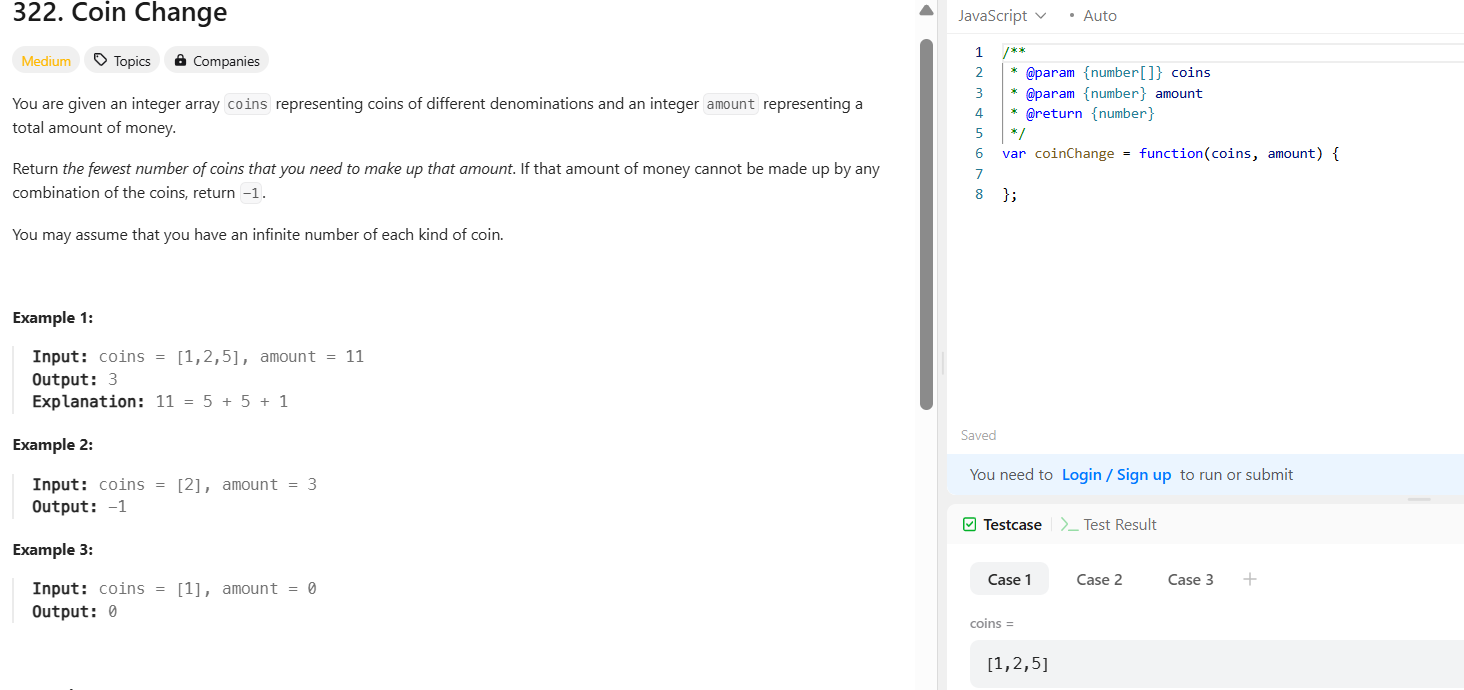 322. Coin Change
Medium Topics Companies
You are given an integer array coins representing coins of different denominations and an integer amount representing a
total amount of money.
Return the fewest number of coins that you need to make up that amount. If that amount of money cannot be made up by any
combination of the coins, return -1.
You may assume that you have an infinite number of each kind of coin.
Example 1:
Input: coins = [1,2,5], amount = 11
Output: 3
Explanation: 11 = 5 + 5 + 1
Example 2:
Input: coins = [2], amount = 3
Output: -1
Example 3:
Input: coins = [1], amount = 0
Output: 0
JavaScript • Auto
1 /**
2 * @param {number[]} coins
3 * @param {number} amount
4 * @return {number}
5 */
6 var coinChange = function(coins, amount) {
7
8 };
Saved
You need to Login / Sign up to run or submit
Testcase >_ Test Result
Case 1 Case 2 Case 3 +
coins =
[1,2,5]